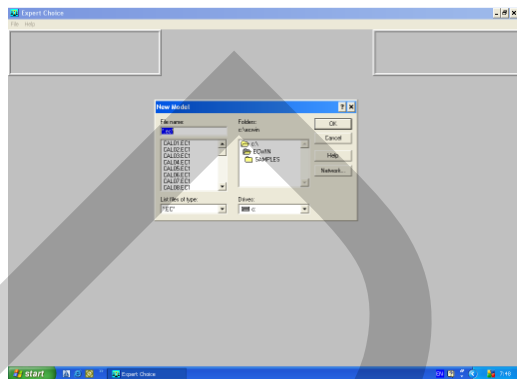 Expert Choice
File Help
New Model
File name:
Folders:
c:\ecwin
OK
Cancel
Help
Network...
CAL01.EC1
CAL02.EC1
CAL03.EC1
CAL04.EC1
CAL05.EC1
CAL06.EC1
CAL07.EC1
CAL08.EC1
c:\
ECWIN
SAMPLES
List files of type:
Drives:
*.EC*
c:
start
Expert Choice
EN
7:40